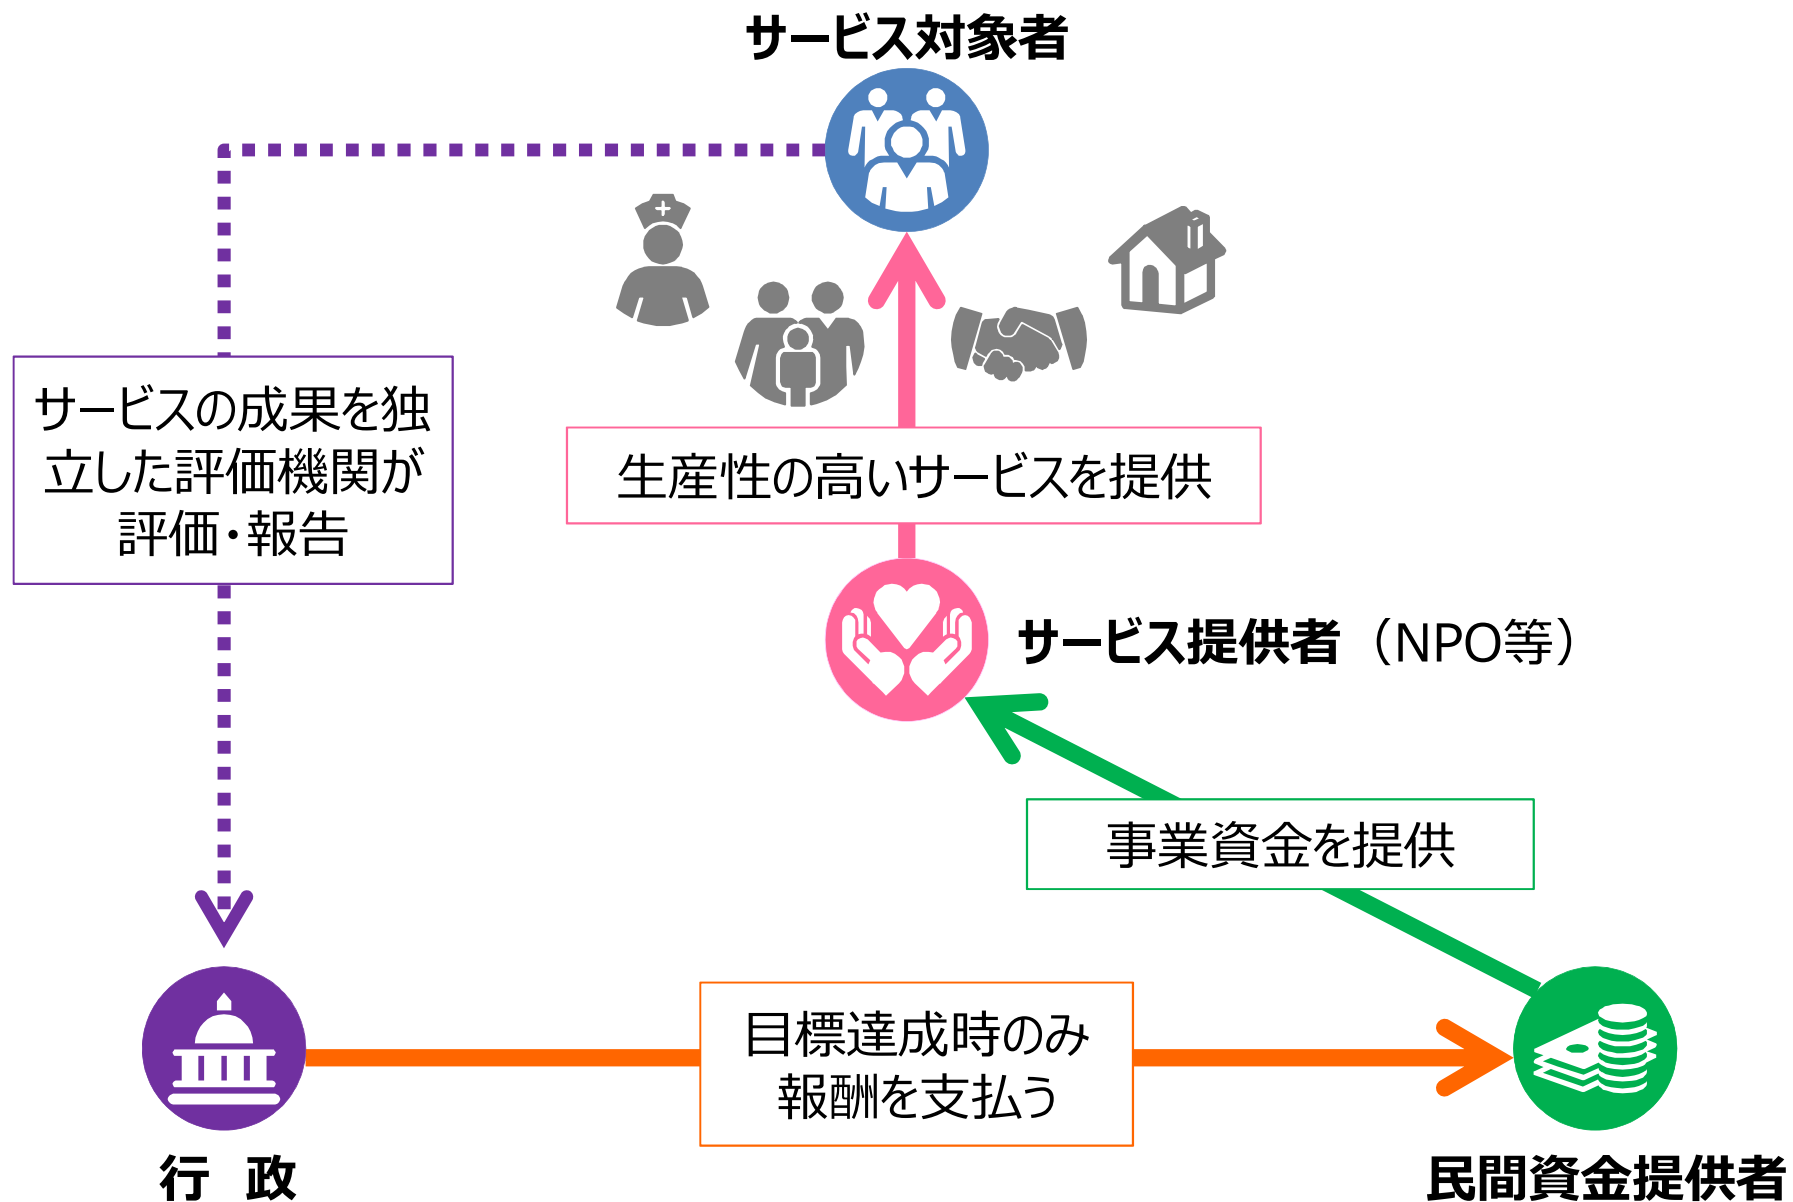 サービス対象者
サービスの成果を独
立した評価機関が
評価・報告
生産性の高いサービスを提供
サービス提供者（NPO等）
事業資金を提供
目標達成時のみ
報酬を支払う
行 政
民間資金提供者